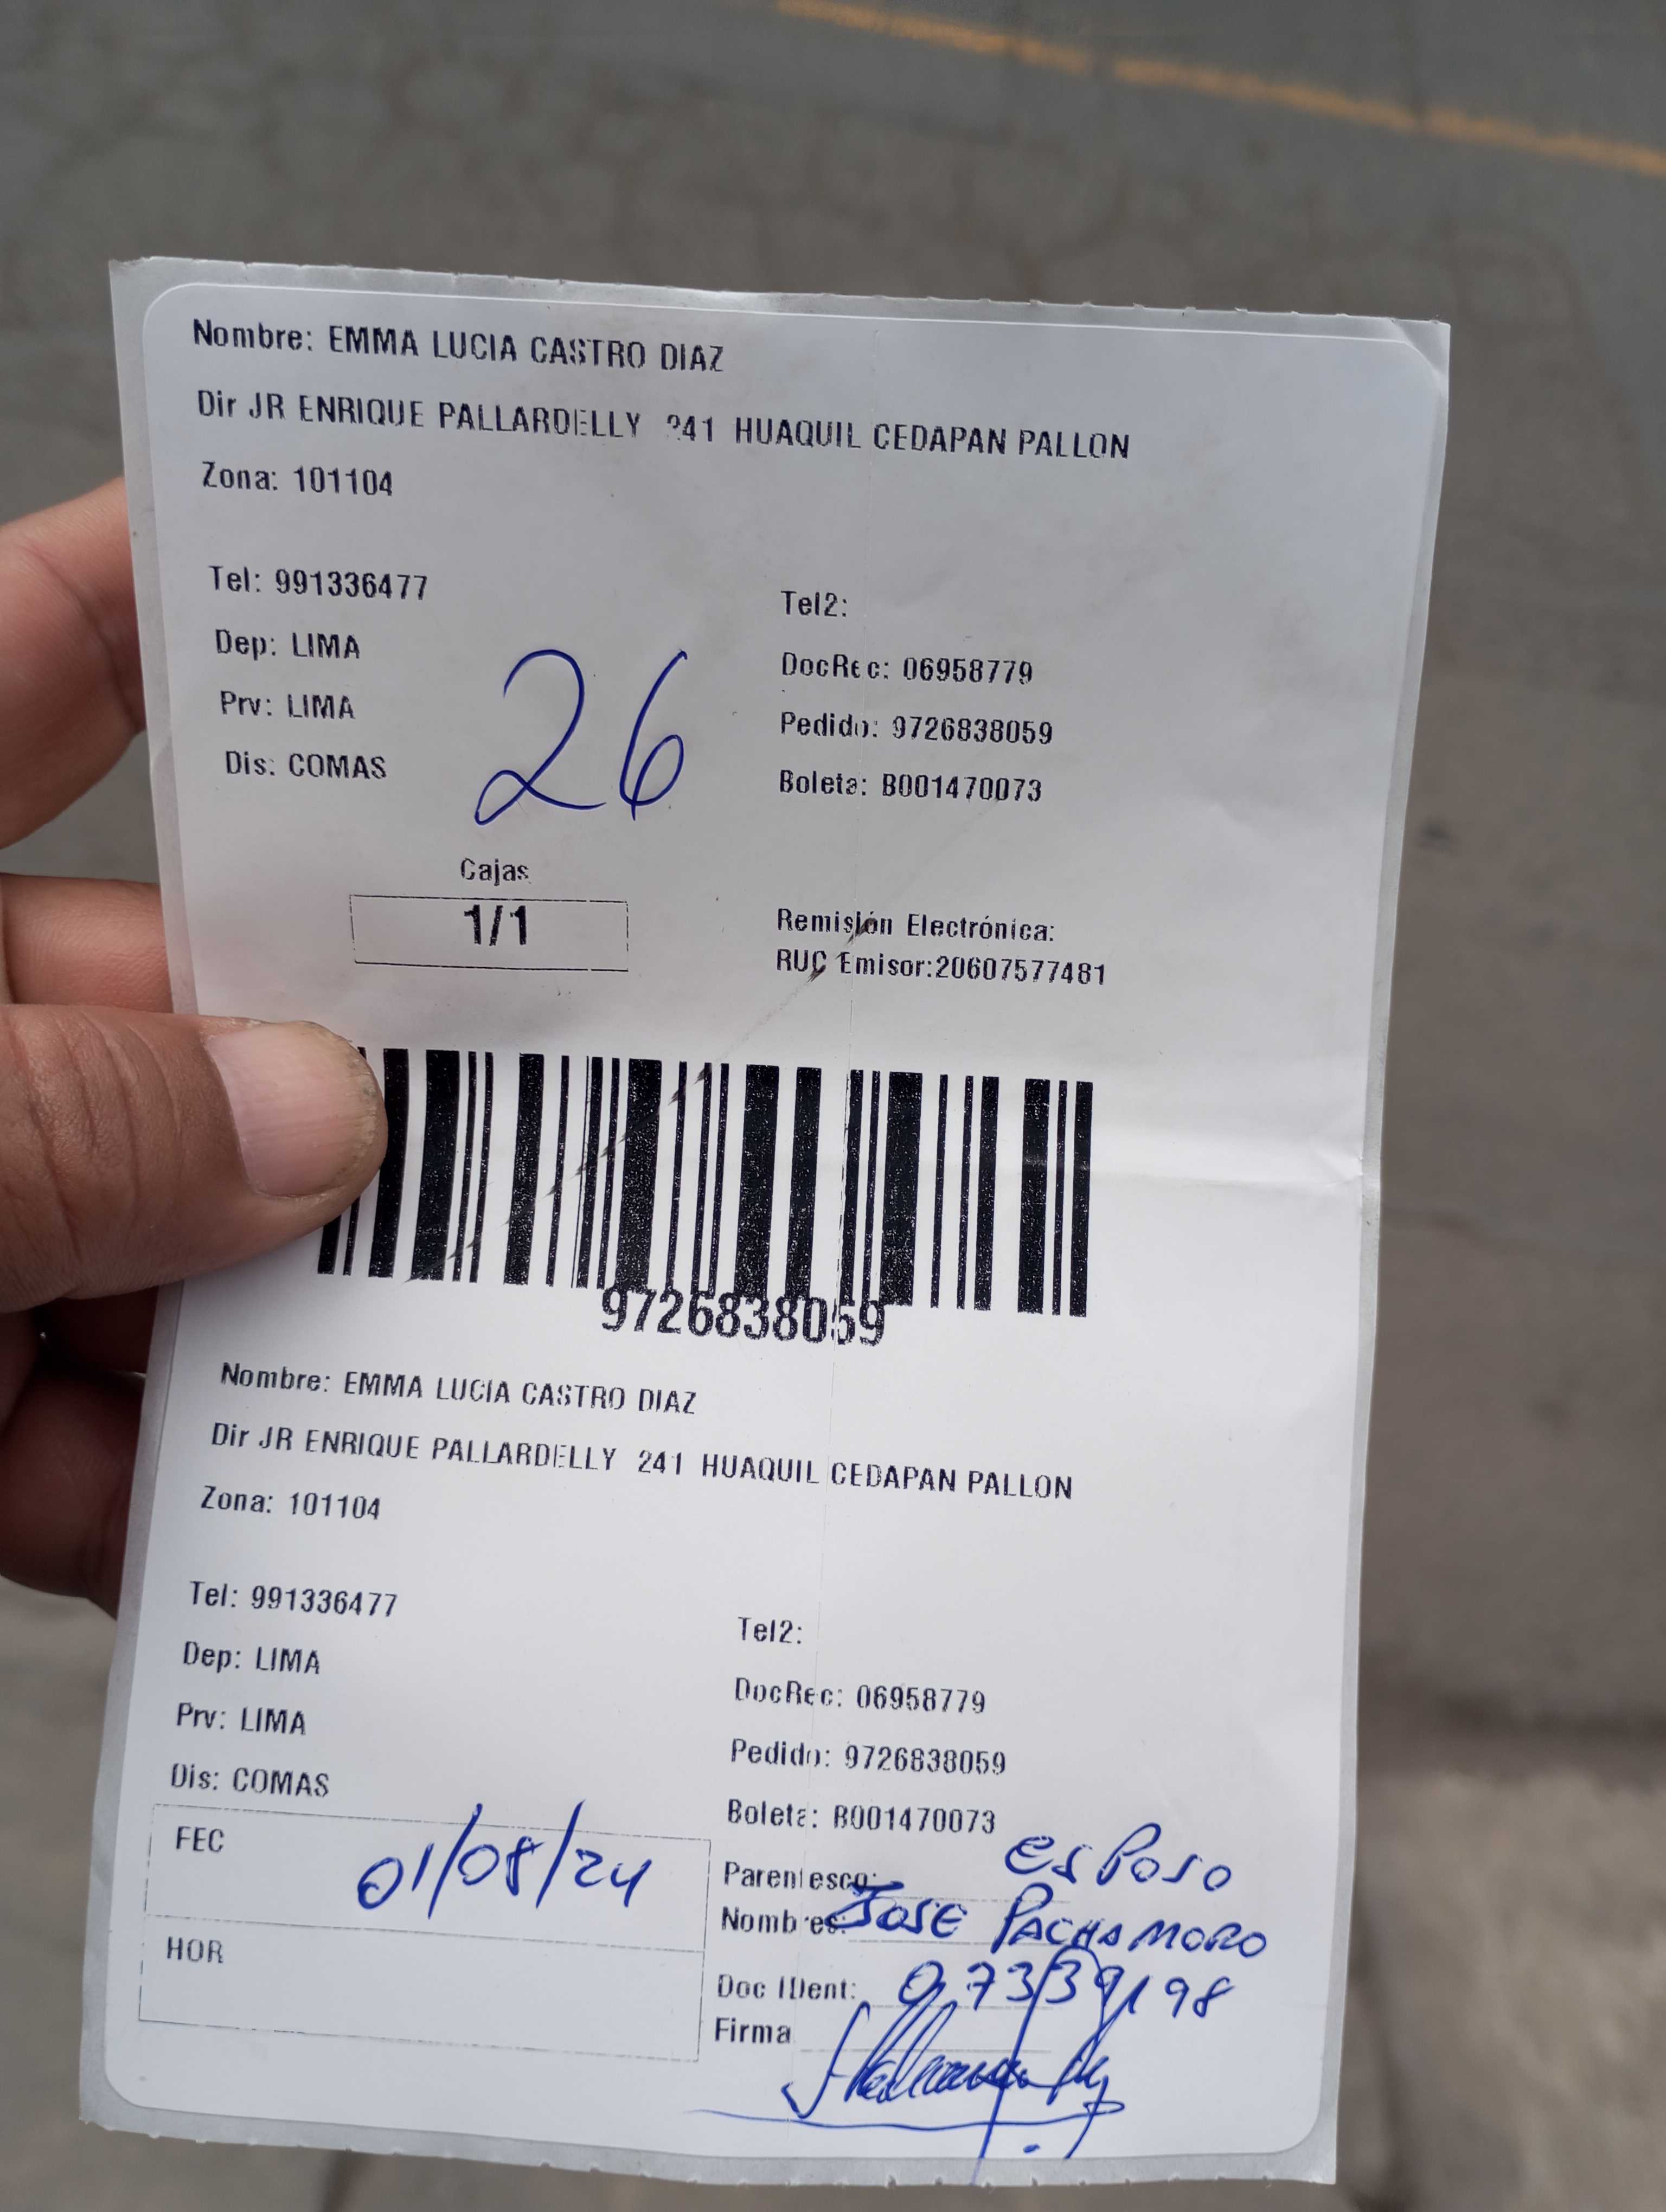 Nombre: EMMA LUCIA CASTRO DIAZ
Dir JR ENRIQUE PALLARDELLY 241 HUAQUIL CEDAPAN PALLON
Zona: 101104
Tel: 991336477
Tel2:
Dep: LIMA
DocRec: 06958779
Prv: LIMA
Pedido: 9726838059
Dis: COMAS
Boleta: B001470073
26
Cajas
1/1
Remisión Electrónica:
RUC Emisor:20607577481
9726838059
Nombre: EMMA LUCIA CASTRO DIAZ
Dir JR ENRIQUE PALLARDELLY 241 HUAQUIL CEDAPAN PALLON
Zona: 101104
Tel: 991336477
Tel2:
Dep: LIMA
DocRec: 06958779
Prv: LIMA
Pedido: 9726838059
Dis: COMAS
Boleta: B001470073
FEC 01/08/24
HOR
Parentesco: esposo
Nombres: JOSE PACHAMORO
Doc IDent: 07339198
Firma